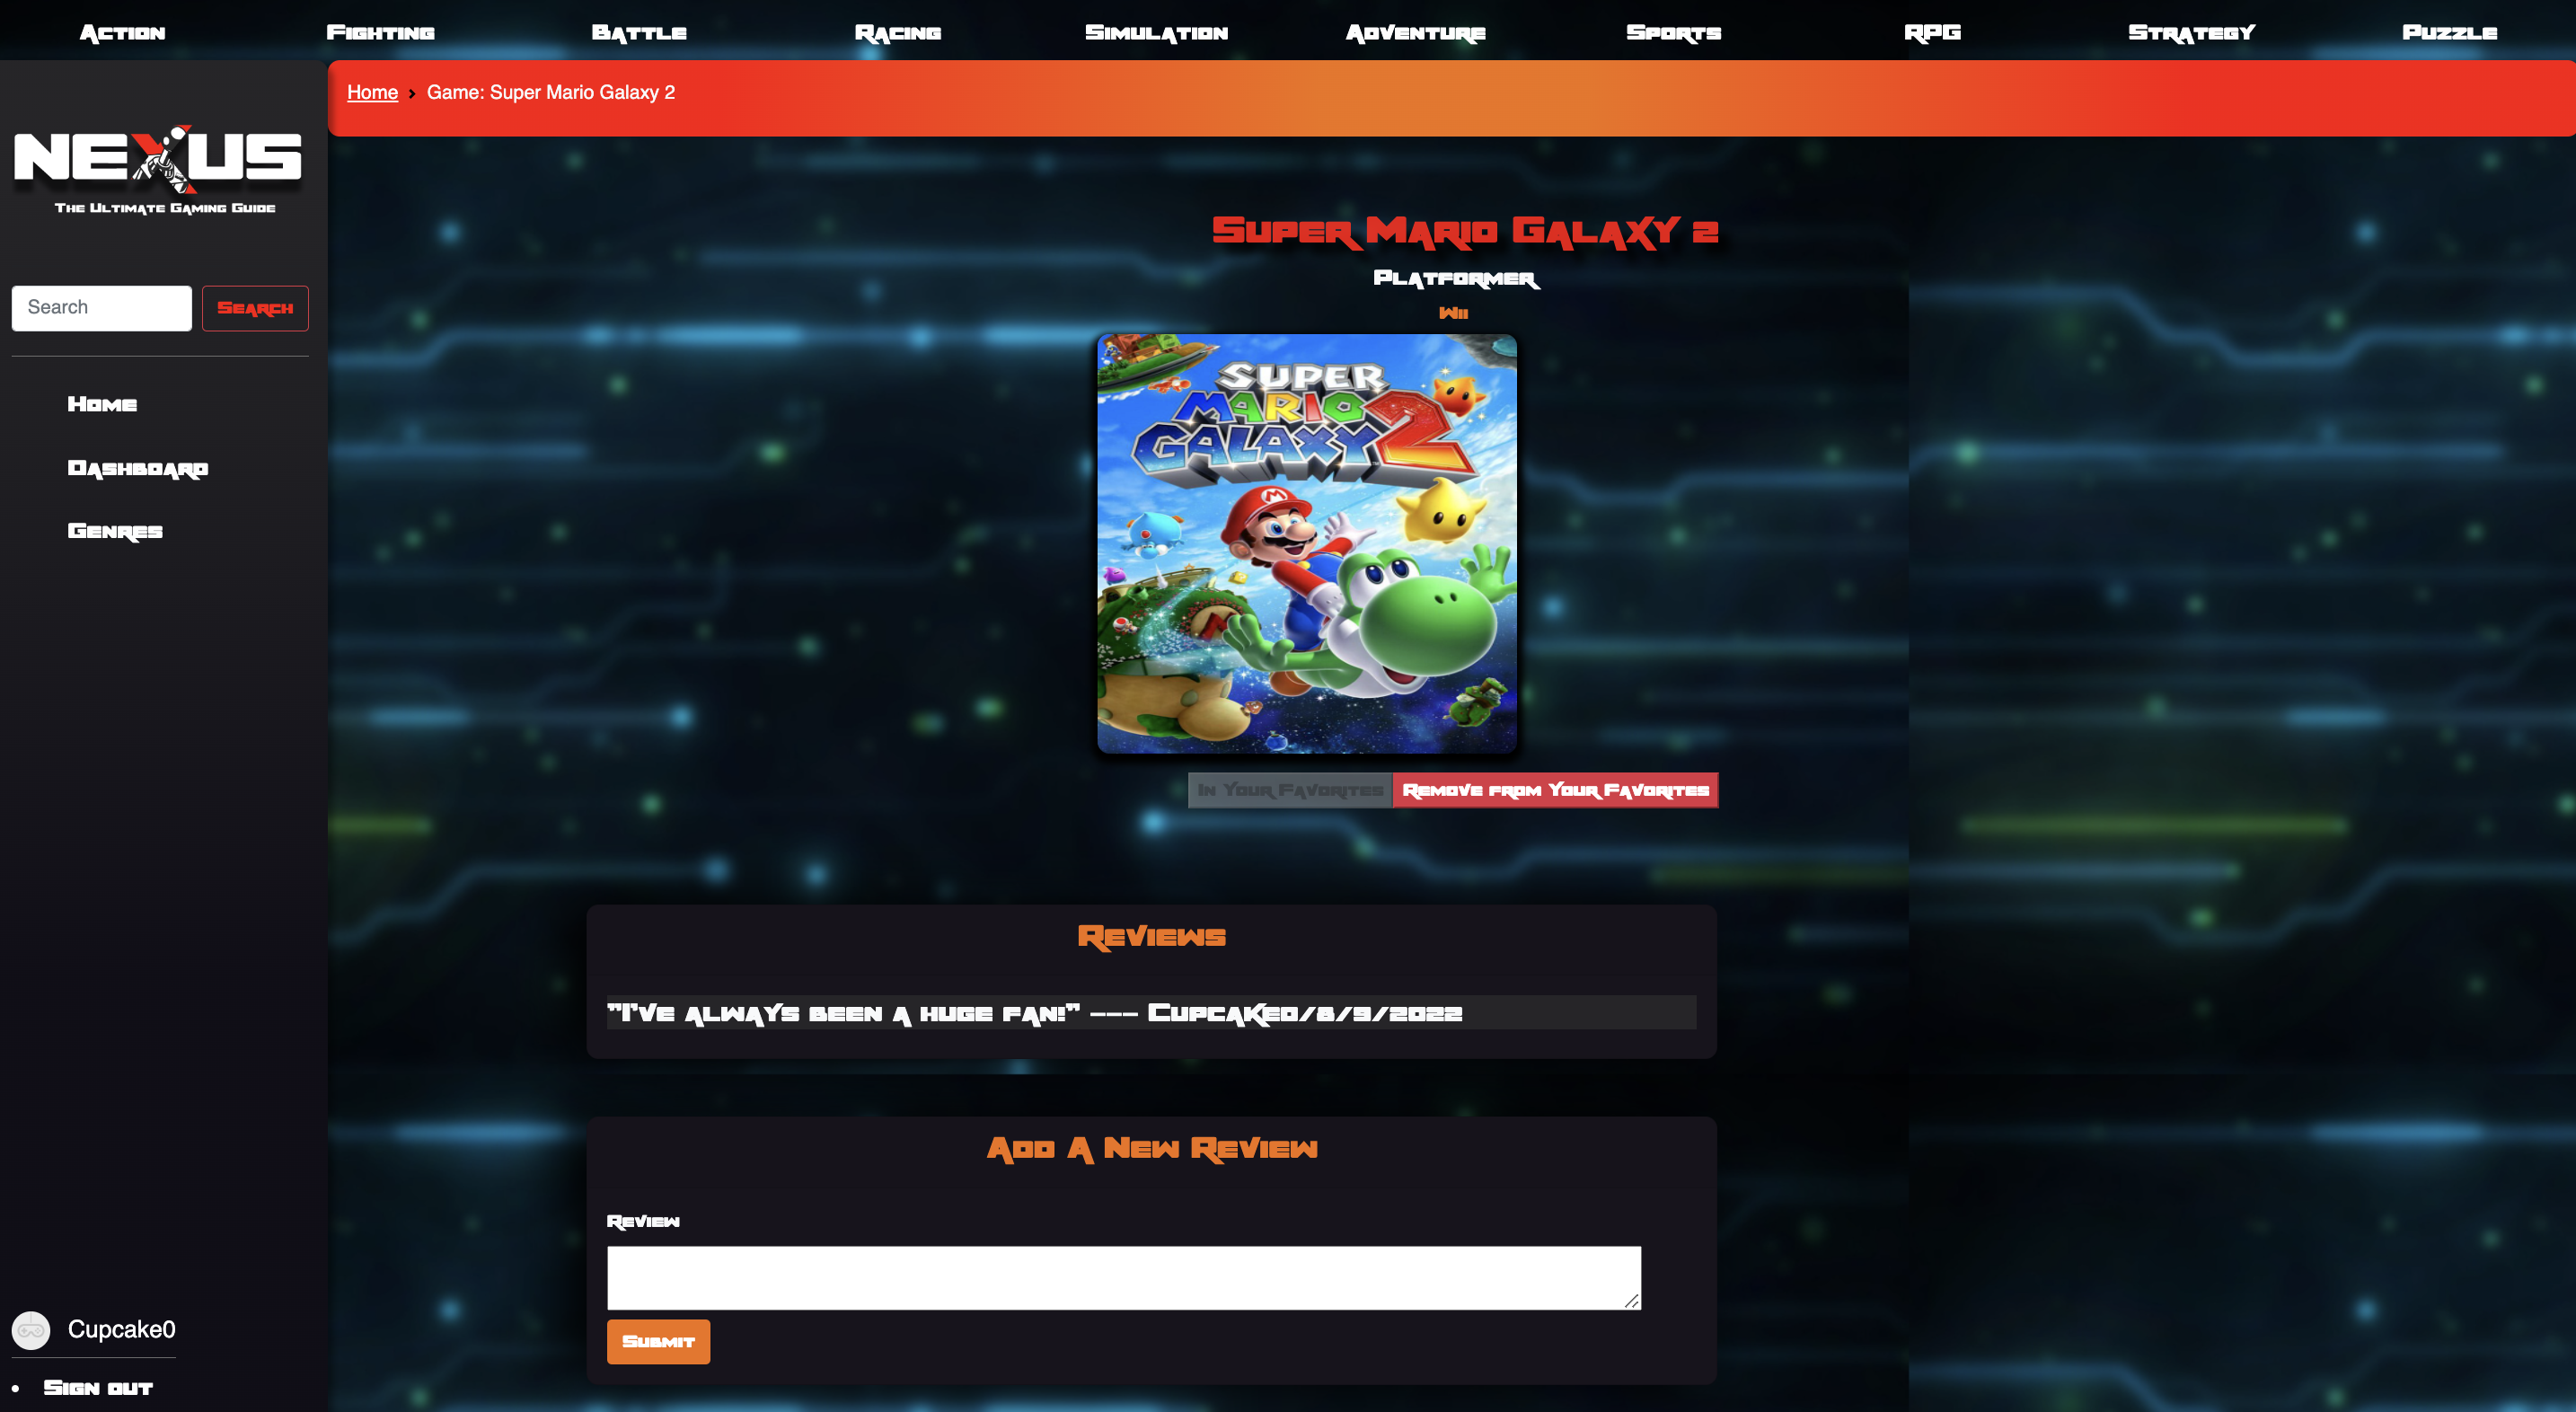 Action Fighting Battle Racing Simulation Adventure Sports RPG Strategy Puzzle
Home › Game: Super Mario Galaxy 2
NEXUS
The Ultimate Gaming Guide
Search Search
Home
Dashboard
Genres
Cupcake0
Sign out
Super Mario Galaxy 2
Platformer
Wii
SUPER
MARIO
GALAXY 2
In Your Favorites Remove from Your Favorites
Reviews
"I've always been a huge fan!" --- Cupcake0/8/9/2022
Add A New Review
Review
Submit